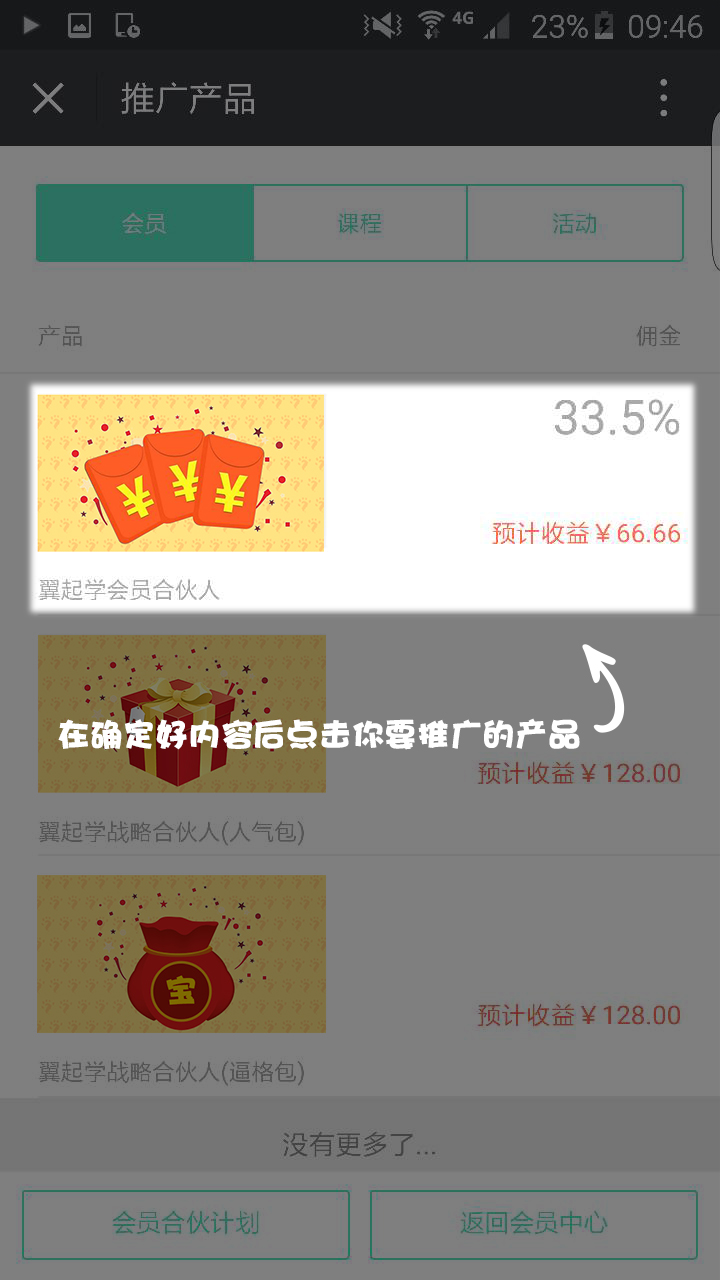 4G 23% 09:46
推广产品
会员 课程 活动
产品 佣金
33.5%
¥ ¥ ¥
预计收益￥66.66
翼起学会员合伙人
在确定好内容后点击你要推广的产品
预计收益￥128.00
翼起学战略合伙人(人气包)
宝
预计收益￥128.00
翼起学战略合伙人(逼格包)
没有更多了...
会员合伙计划 返回会员中心